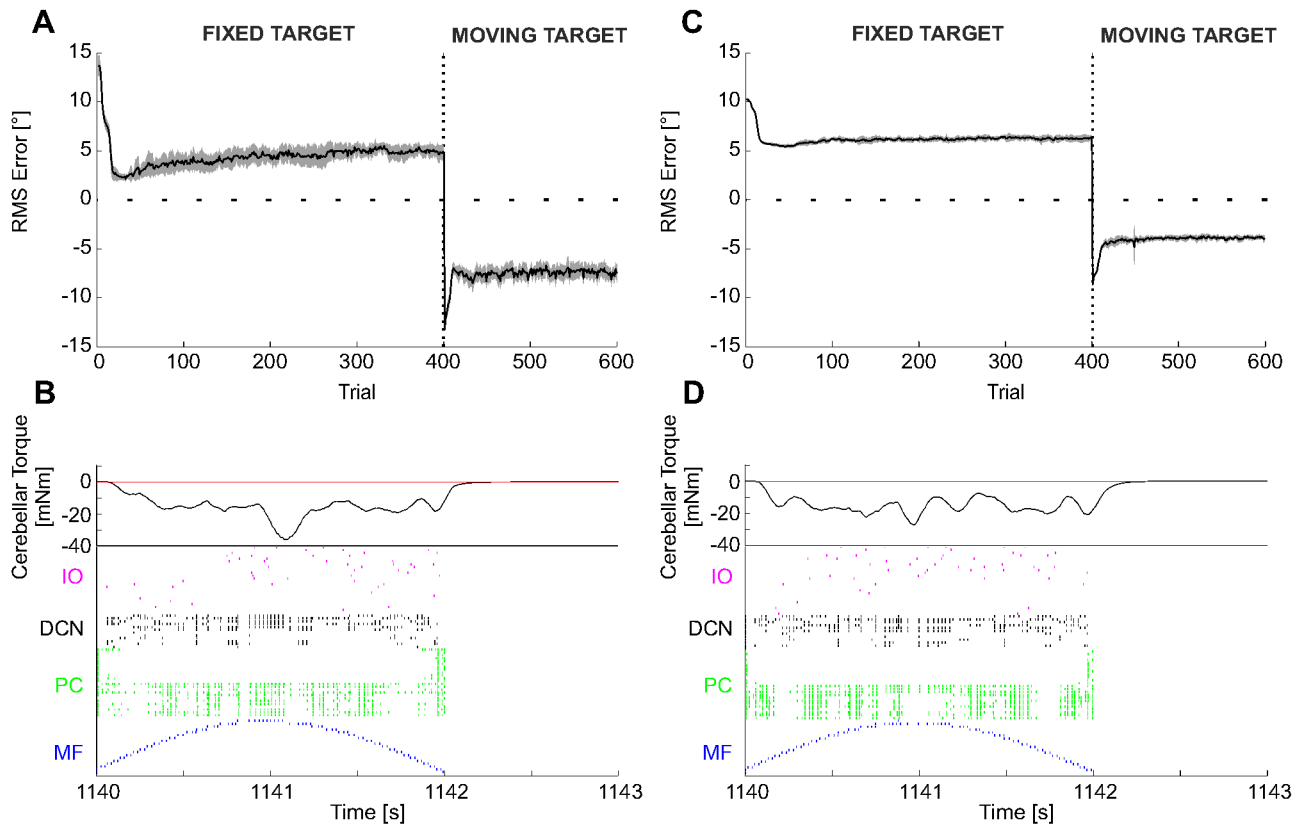 A
FIXED TARGET
MOVING TARGET
RMS Error [°]
15
10
5
0
-5
-10
-15
0
100
200
300
400
500
600
Trial
C
FIXED TARGET
MOVING TARGET
RMS Error [°]
15
10
5
0
-5
-10
-15
0
100
200
300
400
500
600
Trial
B
Cerebellar Torque
[mNm]
0
-20
-40
IO
DCN
PC
MF
1140
1141
1142
1143
Time [s]
D
Cerebellar Torque
[mNm]
0
-20
-40
IO
DCN
PC
MF
1140
1141
1142
1143
Time [s]